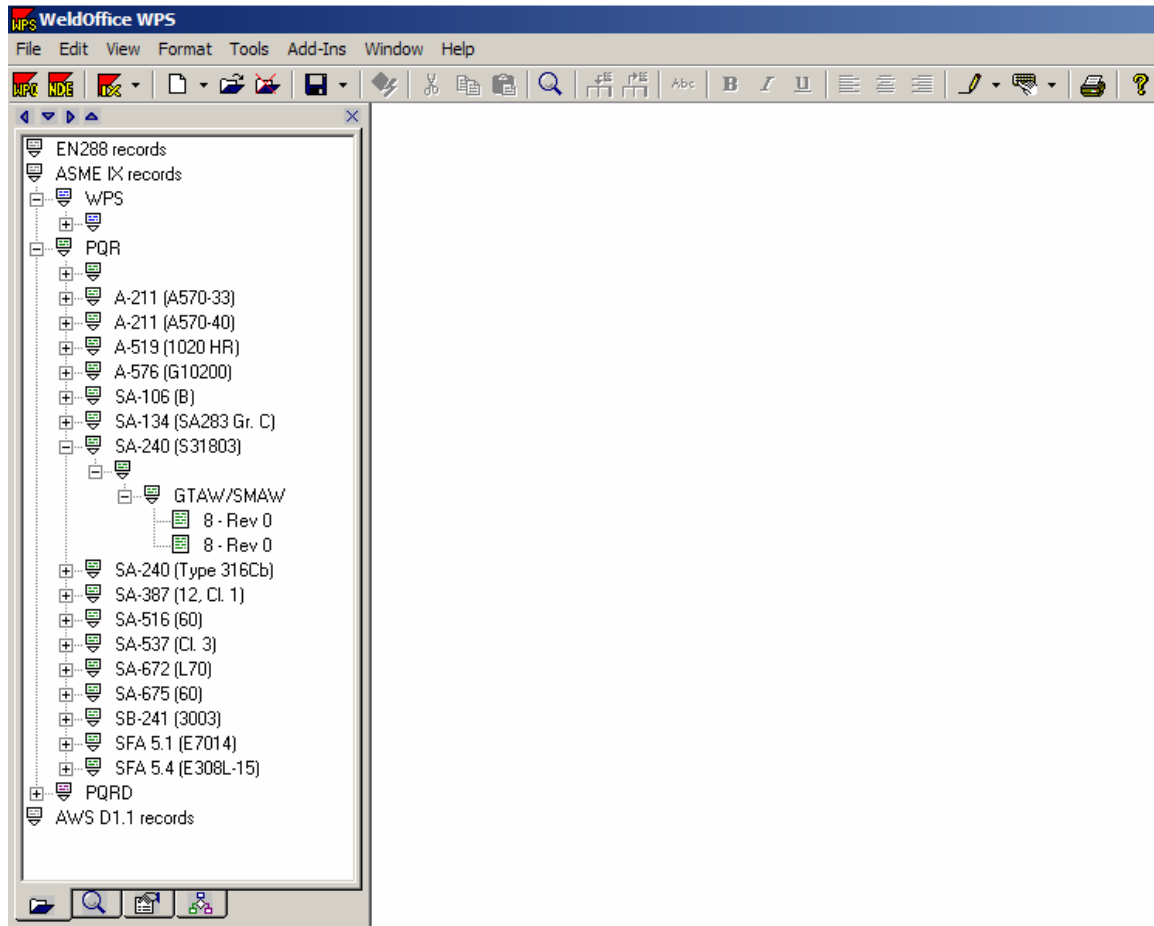 WPS WeldOffice WPS
File Edit View Format Tools Add-Ins Window Help
WPQ NDE Abc B I U ?
EN288 records
ASME IX records
WPS
PQR
A-211 (A570-33)
A-211 (A570-40)
A-519 (1020 HR)
A-576 (G10200)
SA-106 (B)
SA-134 (SA283 Gr. C)
SA-240 (S31803)
GTAW/SMAW
8 - Rev 0
8 - Rev 0
SA-240 (Type 316Cb)
SA-387 (12, Cl. 1)
SA-516 (60)
SA-537 (Cl. 3)
SA-672 (L70)
SA-675 (60)
SB-241 (3003)
SFA 5.1 (E7014)
SFA 5.4 (E308L-15)
PQRD
AWS D1.1 records